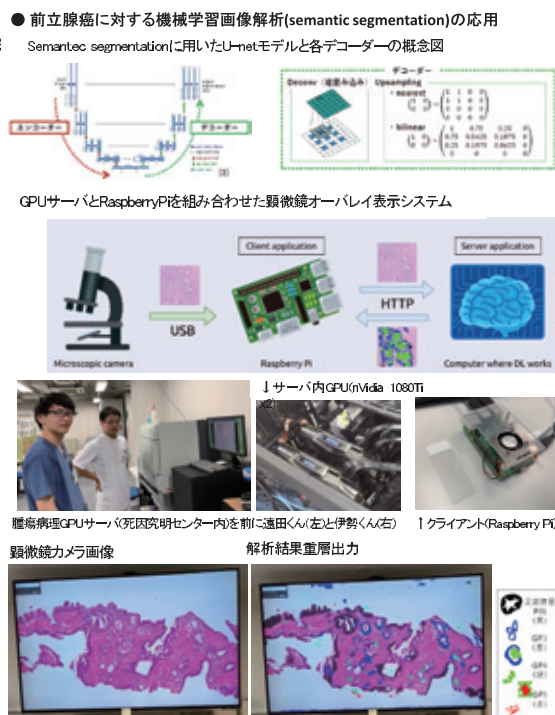 ● 前立腺癌に対する機械学習画像解析(semantic segmentation)の応用
Semantec segmentationに用いたU-netモデルと各デコーダーの概念図
デコーダー
Upsampling
・nearest
・bilinear
エンコーダー
デコーダー
[2]
GPUサーバとRaspberryPiを組み合わせた顕微鏡オーバレイ表示システム
Client application
Server application
USB
HTTP
Microscopic camera
Raspberry Pi
Computer where DL works
↓サーバ内GPU(nVidia 1080Ti
x2)
腫瘍病理GPUサーバ(死因究明センター内)を前に遠田くん(左)と伊勢くん(右)
↑クライアント(Raspberry Pi)
顕微鏡カメラ画像
解析結果重層出力
PIN
GP3
GP4
GP5